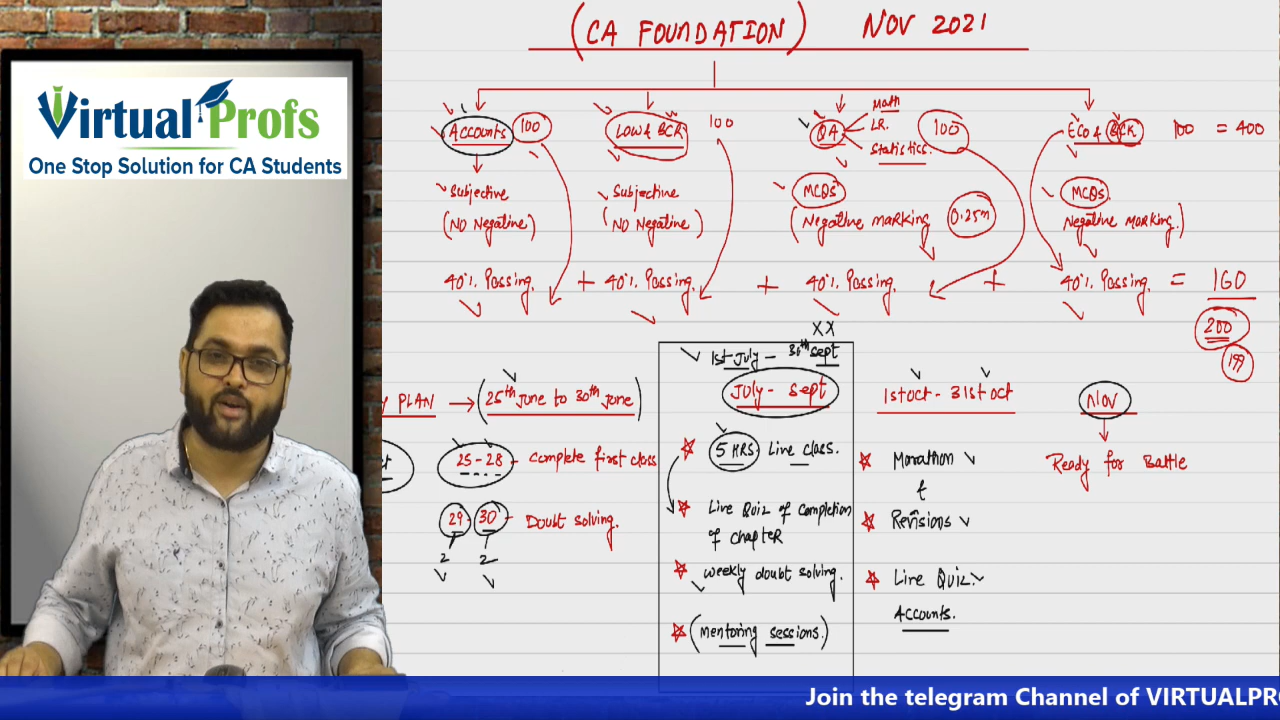 (CA FOUNDATION) NOV 2021
Virtual Profs
One Stop Solution for CA Students
Accounts 100
LAW & BCR 100
QA
Math
LR.
Statistics.
100
ECO & BCK 100 = 400
Subjective
(NO Negative)
Subjective
(NO Negative)
MCQs
(Negative marking 0.25m
MCQs.
Negative marking.)
40% Passing. + 40% Passing. + 40% Passing. + 40% Passing. = 160
200
199
XX
1st July - 30th sept
PLAN → (25th June to 30th June)
July - Sept
1st Oct - 31st Oct
NOV
25-28 - Complete first class
29 - 30 - Doubt solving.
2 2
5 HRS. Live class.
Live Quiz of completion
of chapter
weekly doubt solving.
(mentoring sessions.)
Marathon
&
Revisions
Live Quiz.
Accounts.
Ready for Battle
Join the telegram Channel of VIRTUALPR